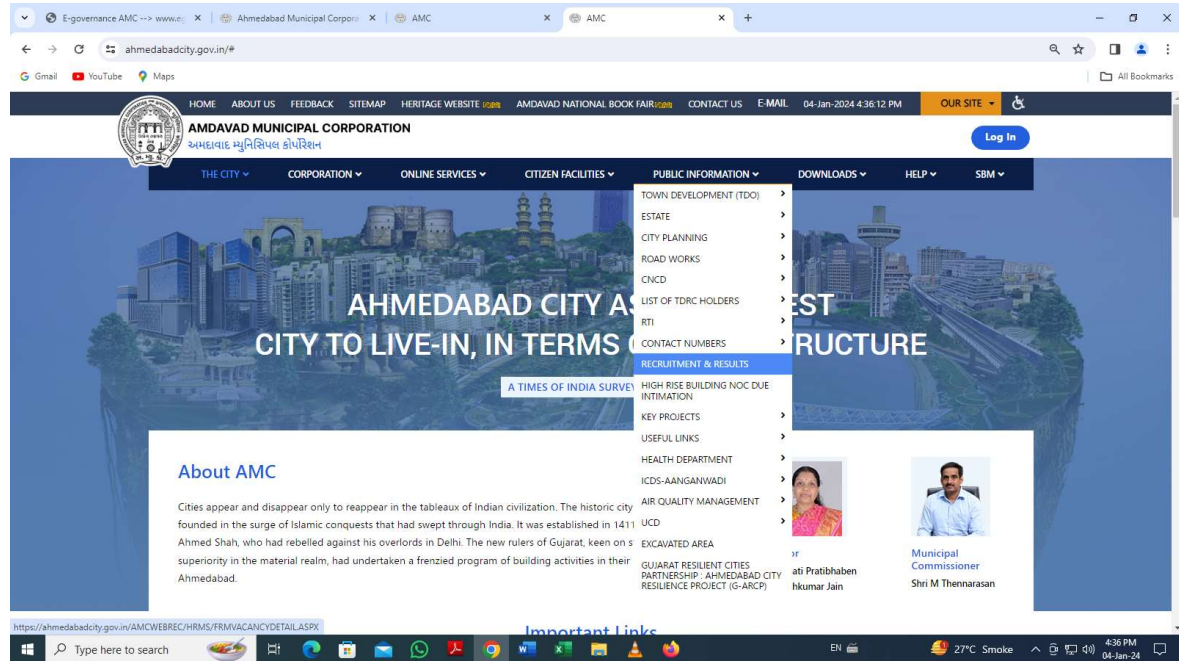 E-governance AMC --> www.eg
Ahmedabad Municipal Corpora
AMC
AMC
ahmedabadcity.gov.in/#
Gmail
YouTube
Maps
All Bookmarks
HOME ABOUT US FEEDBACK SITEMAP HERITAGE WEBSITE AMDAVAD NATIONAL BOOK FAIR CONTACT US E-MAIL 04-Jan-2024 4:36:12 PM OUR SITE
AMDAVAD MUNICIPAL CORPORATION
અમદાવાદ મ્યુનિસિપલ કોર્પોરેશન
Log In
THE CITY CORPORATION ONLINE SERVICES CITIZEN FACILITIES PUBLIC INFORMATION DOWNLOADS HELP SBM
TOWN DEVELOPMENT (TDO)
ESTATE
CITY PLANNING
ROAD WORKS
CNCD
LIST OF TDRC HOLDERS
RTI
CONTACT NUMBERS
RECRUITMENT & RESULTS
HIGH RISE BUILDING NOC DUE
INTIMATION
KEY PROJECTS
USEFUL LINKS
HEALTH DEPARTMENT
ICDS-AANGANWADI
AIR QUALITY MANAGEMENT
UCD
EXCAVATED AREA
GUJARAT RESILIENT CITIES
PARTNERSHIP : AHMEDABAD CITY
RESILIENCE PROJECT (G-ARCP)
AHMEDABAD CITY AS EST
CITY TO LIVE-IN, IN TERMS RUCTURE
A TIMES OF INDIA SURVEY
About AMC
Cities appear and disappear only to reappear in the tableaux of Indian civilization. The historic city
founded in the surge of Islamic conquests that had swept through India. It was established in 1411
Ahmed Shah, who had rebelled against his overlords in Delhi. The new rulers of Gujarat, keen on s
superiority in the material realm, had undertaken a frenzied program of building activities in their
Ahmedabad.
or
ati Pratibhaben
hkumar Jain
Municipal
Commissioner
Shri M Thennarasan
Important Links
https://ahmedabadcity.gov.in/AMCWEBREC/HRMS/FRMVACANCYDETAIL.ASPX
Type here to search
EN
27°C Smoke
4:36 PM
04-Jan-24